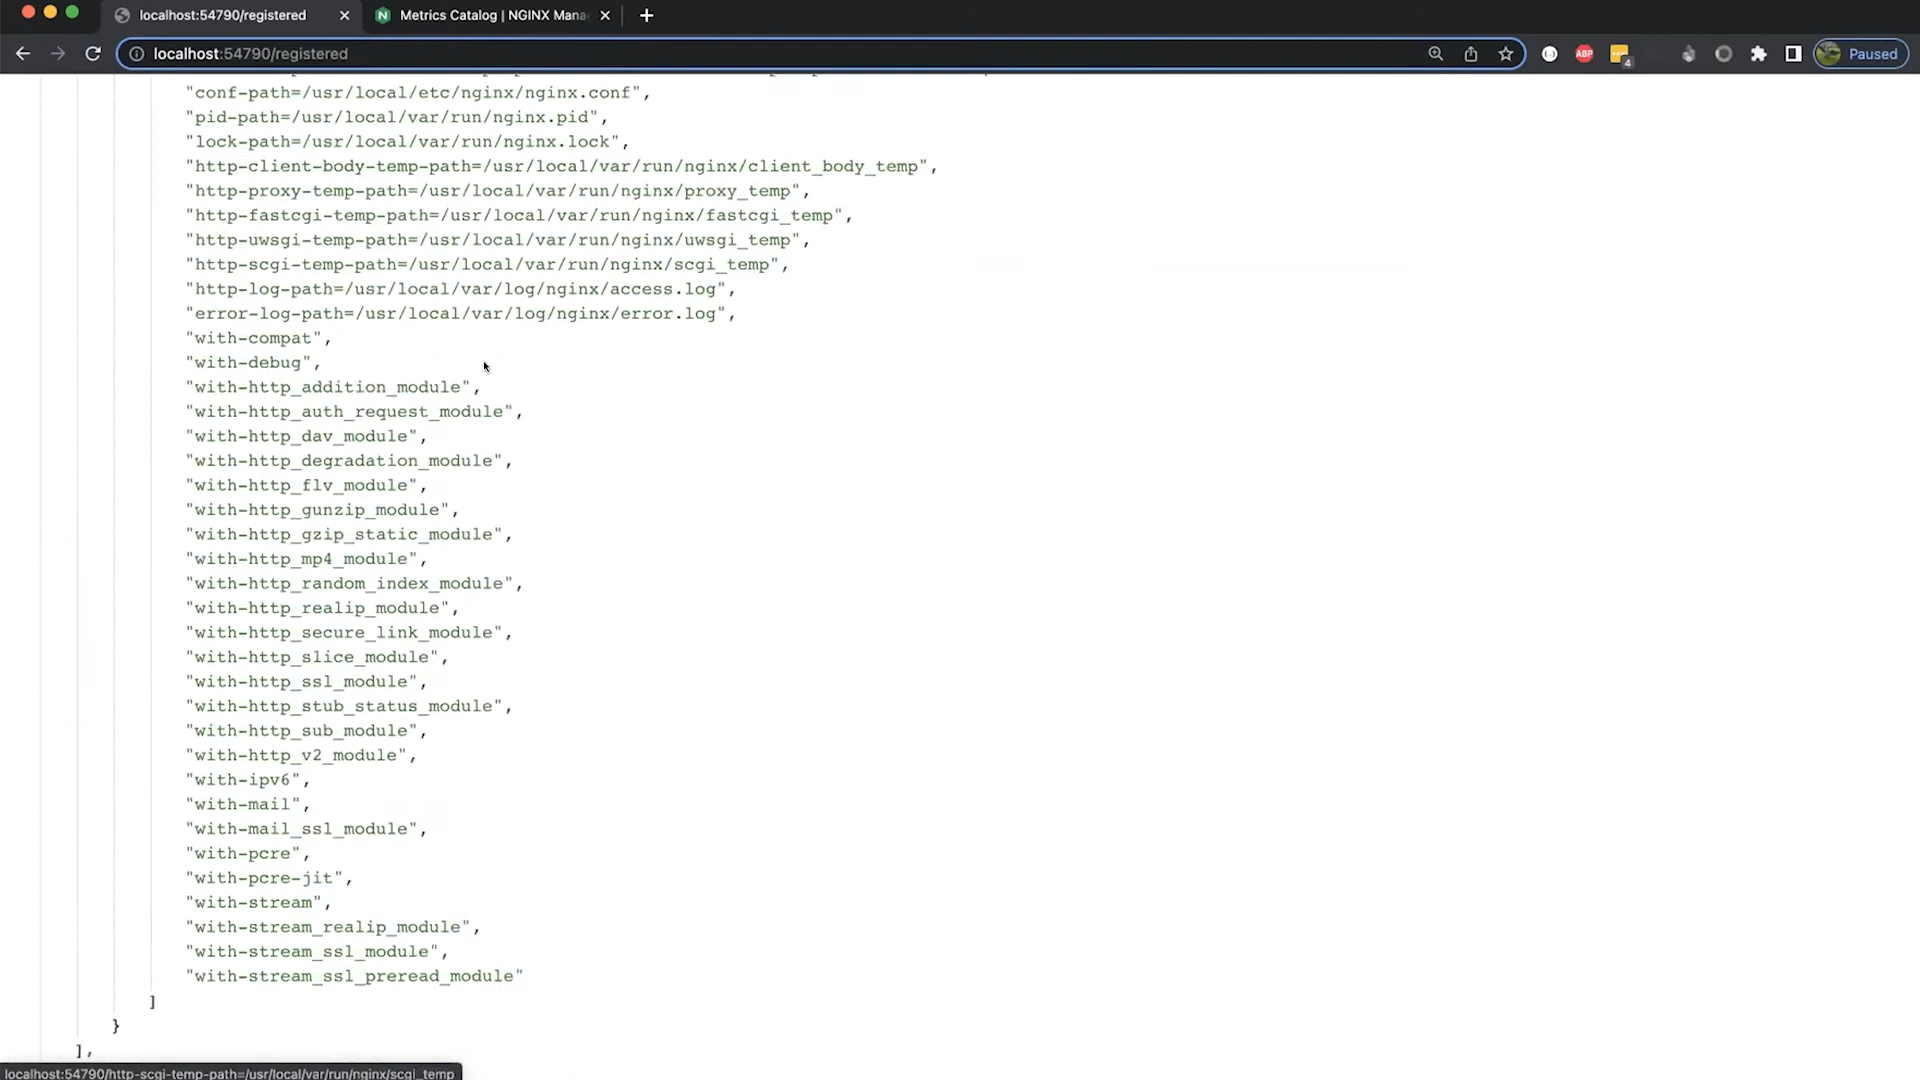 localhost:54790/registered
Metrics Catalog | NGINX Mana
localhost:54790/registered
ABP
4
Paused
"conf-path=/usr/local/etc/nginx/nginx.conf",
"pid-path=/usr/local/var/run/nginx.pid",
"lock-path=/usr/local/var/run/nginx.lock",
"http-client-body-temp-path=/usr/local/var/run/nginx/client_body_temp",
"http-proxy-temp-path=/usr/local/var/run/nginx/proxy_temp",
"http-fastcgi-temp-path=/usr/local/var/run/nginx/fastcgi_temp",
"http-uwsgi-temp-path=/usr/local/var/run/nginx/uwsgi_temp",
"http-scgi-temp-path=/usr/local/var/run/nginx/scgi_temp",
"http-log-path=/usr/local/var/log/nginx/access.log",
"error-log-path=/usr/local/var/log/nginx/error.log",
"with-compat",
"with-debug",
"with-http_addition_module",
"with-http_auth_request_module",
"with-http_dav_module",
"with-http_degradation_module",
"with-http_flv_module",
"with-http_gunzip_module",
"with-http_gzip_static_module",
"with-http_mp4_module",
"with-http_random_index_module",
"with-http_realip_module",
"with-http_secure_link_module",
"with-http_slice_module",
"with-http_ssl_module",
"with-http_stub_status_module",
"with-http_sub_module",
"with-http_v2_module",
"with-ipv6",
"with-mail",
"with-mail_ssl_module",
"with-pcre",
"with-pcre-jit",
"with-stream",
"with-stream_realip_module",
"with-stream_ssl_module",
"with-stream_ssl_preread_module"
]
}
],
localhost:54790/http-scgi-temp-path=/usr/local/var/run/nginx/scgi_temp